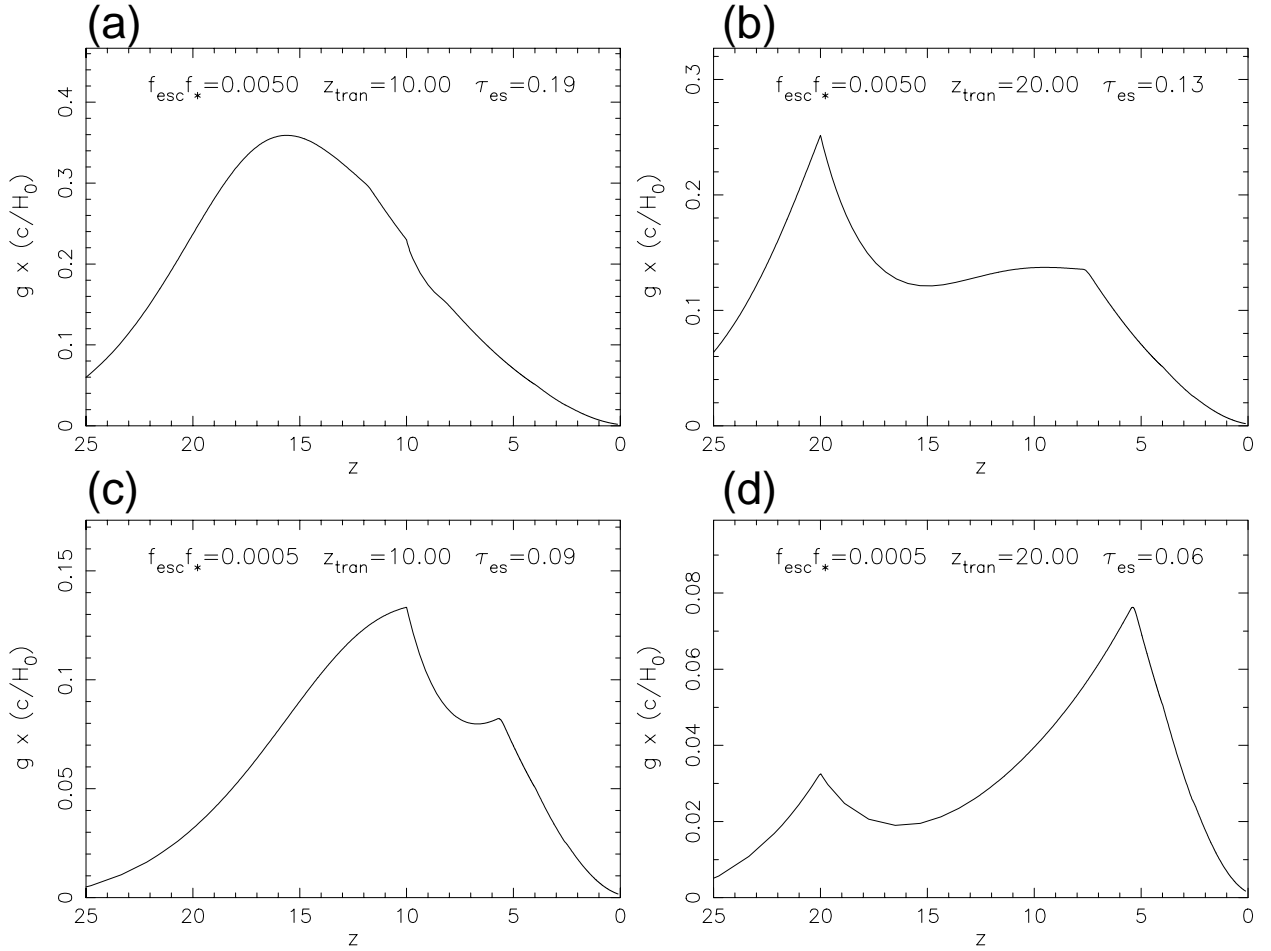 (a)
f_esc f_*=0.0050 z_tran=10.00 τ_es=0.19
g x (c/H_0)
0.4
0.3
0.2
0.1
0
25 20 15 10 5 0
z
(b)
f_esc f_*=0.0050 z_tran=20.00 τ_es=0.13
g x (c/H_0)
0.3
0.2
0.1
0
25 20 15 10 5 0
z
(c)
f_esc f_*=0.0005 z_tran=10.00 τ_es=0.09
g x (c/H_0)
0.15
0.1
0.05
0
25 20 15 10 5 0
z
(d)
f_esc f_*=0.0005 z_tran=20.00 τ_es=0.06
g x (c/H_0)
0.08
0.06
0.04
0.02
0
25 20 15 10 5 0
z